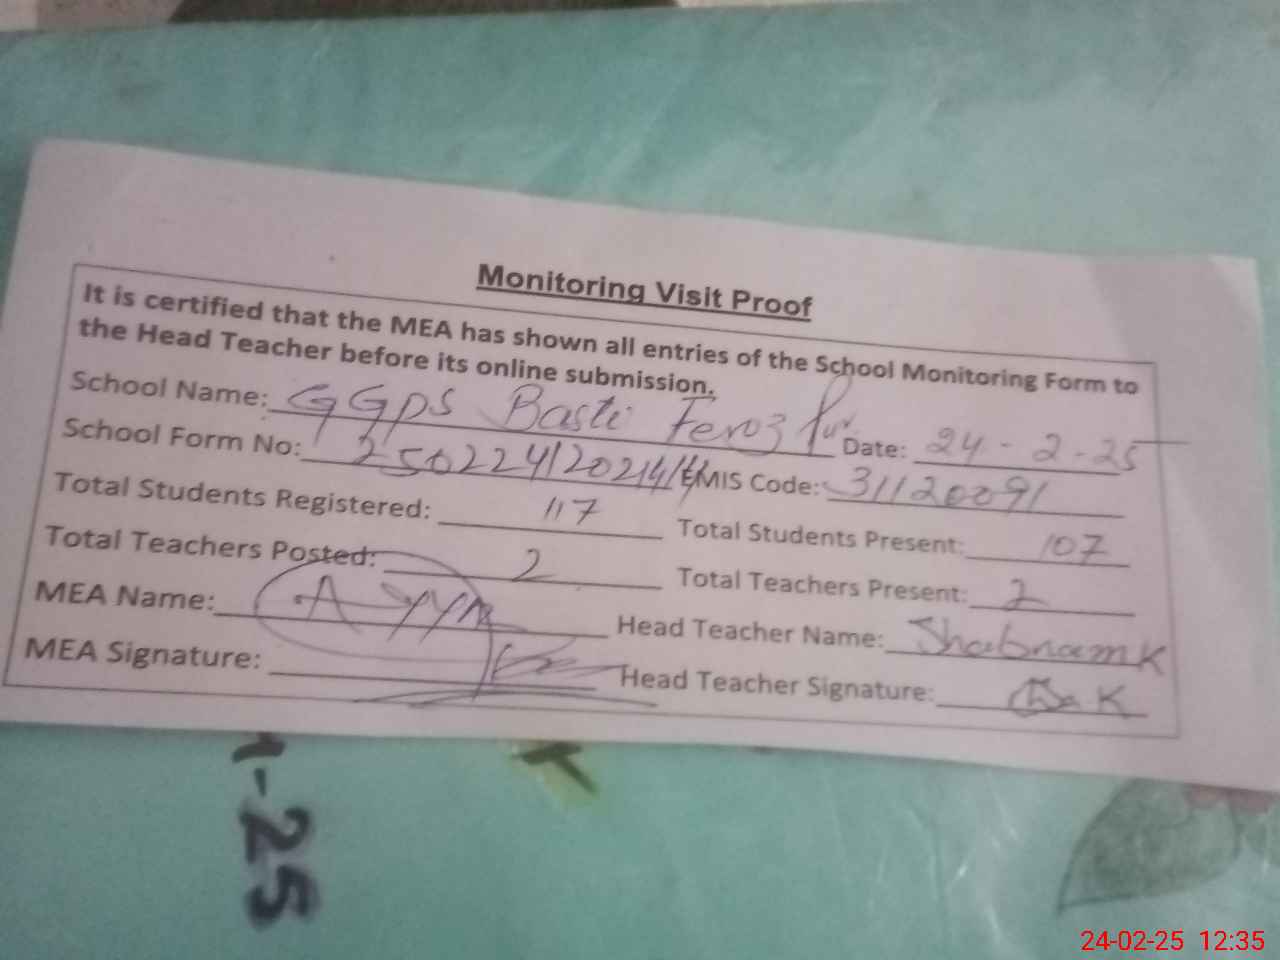 Monitoring Visit Proof
It is certified that the MEA has shown all entries of the School Monitoring Form to
the Head Teacher before its online submission.
School Name: GGPS Basti Feroz Pur Date: 24-2-25
School Form No: EMIS Code: 31120091
Total Students Registered: 117 Total Students Present: 107
Total Teachers Posted: 2 Total Teachers Present: 2
MEA Name: Head Teacher Name: Shabnam K
MEA Signature: Head Teacher Signature:
-25
24-02-25 12:35